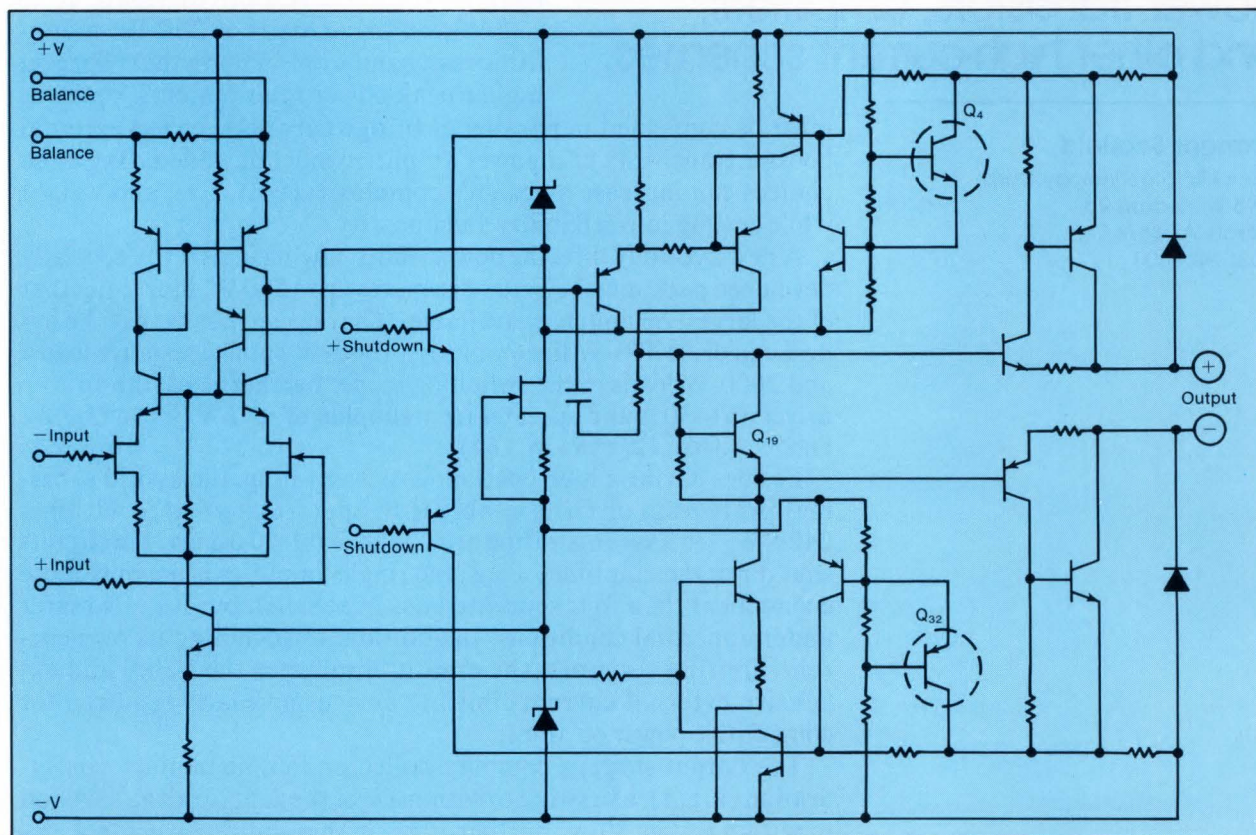 +V
Balance
Balance
Q4
+Shutdown
+
Output
−
−Input
Q19
−Shutdown
+Input
Q32
−V